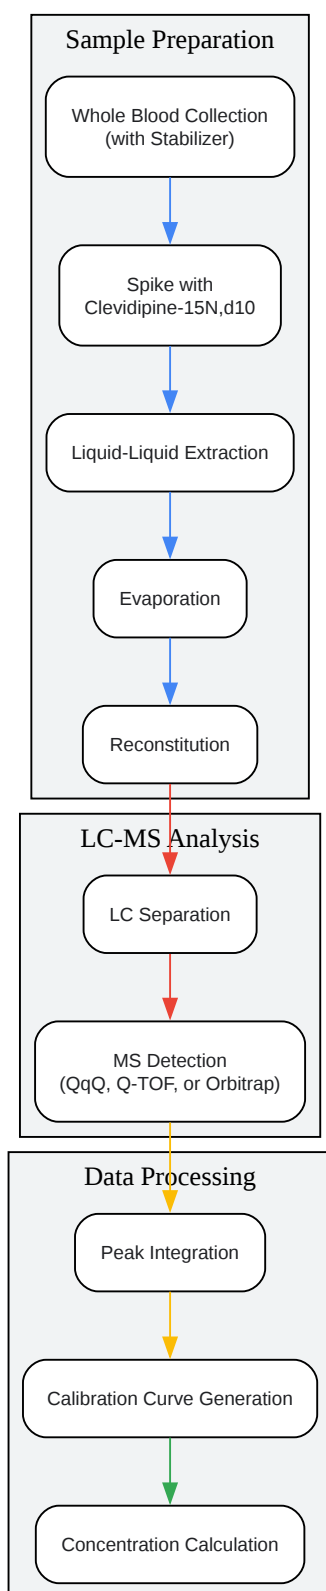 Sample Preparation
Whole Blood Collection
(with Stabilizer)
Spike with
Clevidipine-15N,d10
Liquid-Liquid Extraction
Evaporation
Reconstitution
LC-MS Analysis
LC Separation
MS Detection
(QqQ, Q-TOF, or Orbitrap)
Data Processing
Peak Integration
Calibration Curve Generation
Concentration Calculation